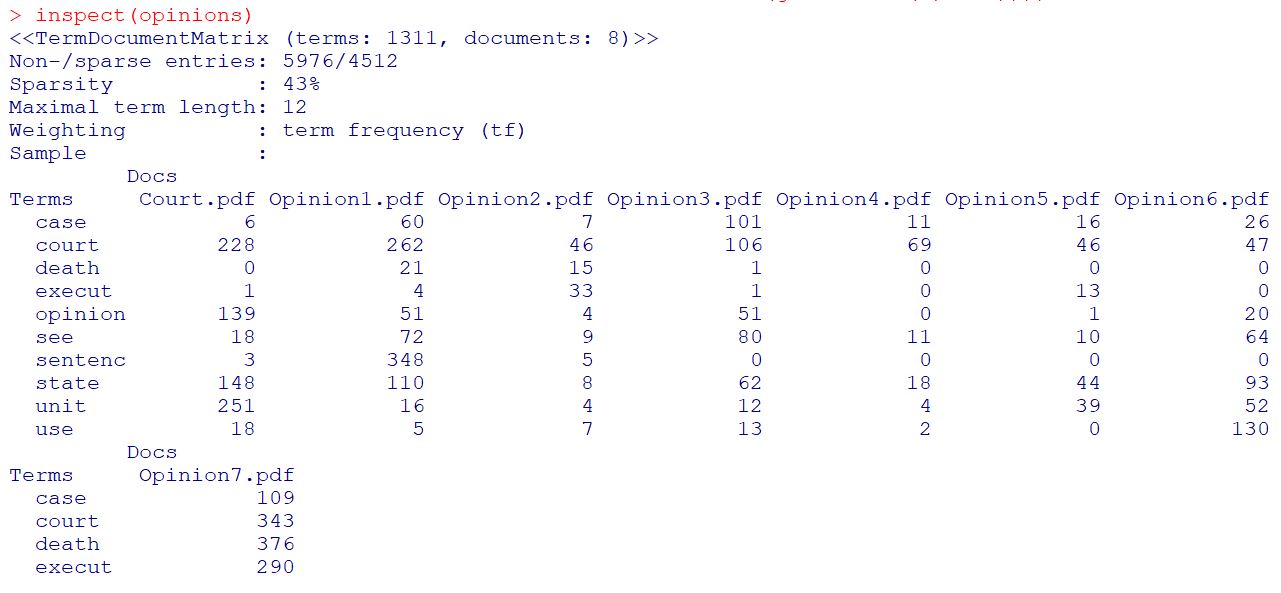 > inspect(opinions)
<<TermDocumentMatrix (terms: 1311, documents: 8)>>
Non-/sparse entries: 5976/4512
Sparsity           : 43%
Maximal term length: 12
Weighting          : term frequency (tf)
Sample             :
         Docs
Terms     Court.pdf Opinion1.pdf Opinion2.pdf Opinion3.pdf Opinion4.pdf Opinion5.pdf Opinion6.pdf
  case            6           60            7          101           11           16           26
  court         228          262           46          106           69           46           47
  death           0           21           15            1            0            0            0
  execut          1            4           33            1            0           13            0
  opinion       139           51            4           51            0            1           20
  see            18           72            9           80           11           10           64
  sentenc         3          348            5            0            0            0            0
  state         148          110            8           62           18           44           93
  unit          251           16            4           12            4           39           52
  use            18            5            7           13            2            0          130
         Docs
Terms     Opinion7.pdf
  case             109
  court            343
  death            376
  execut           290